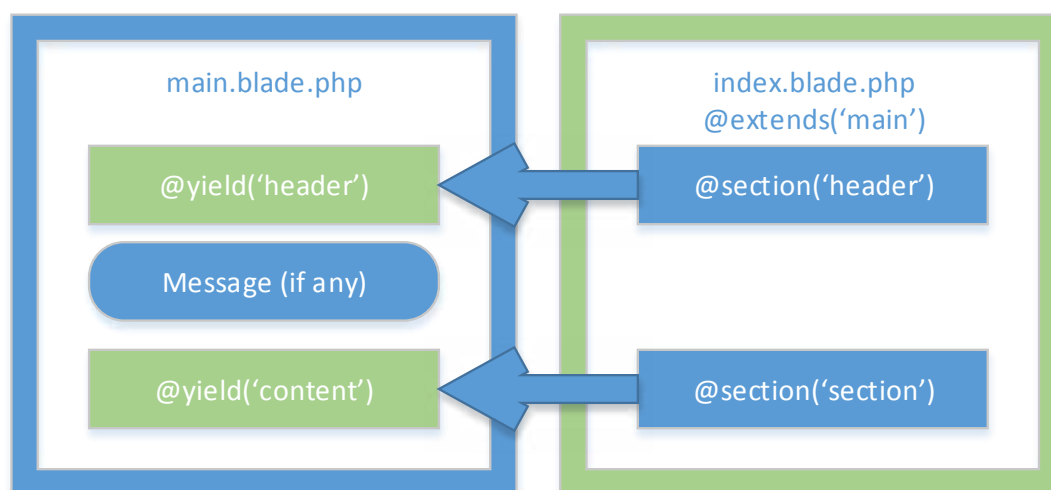 main.blade.php
@yield(‘header’)
Message (if any)
@yield(‘content’)
index.blade.php
@extends(‘main’)
@section(‘header’)
@section(‘section’)